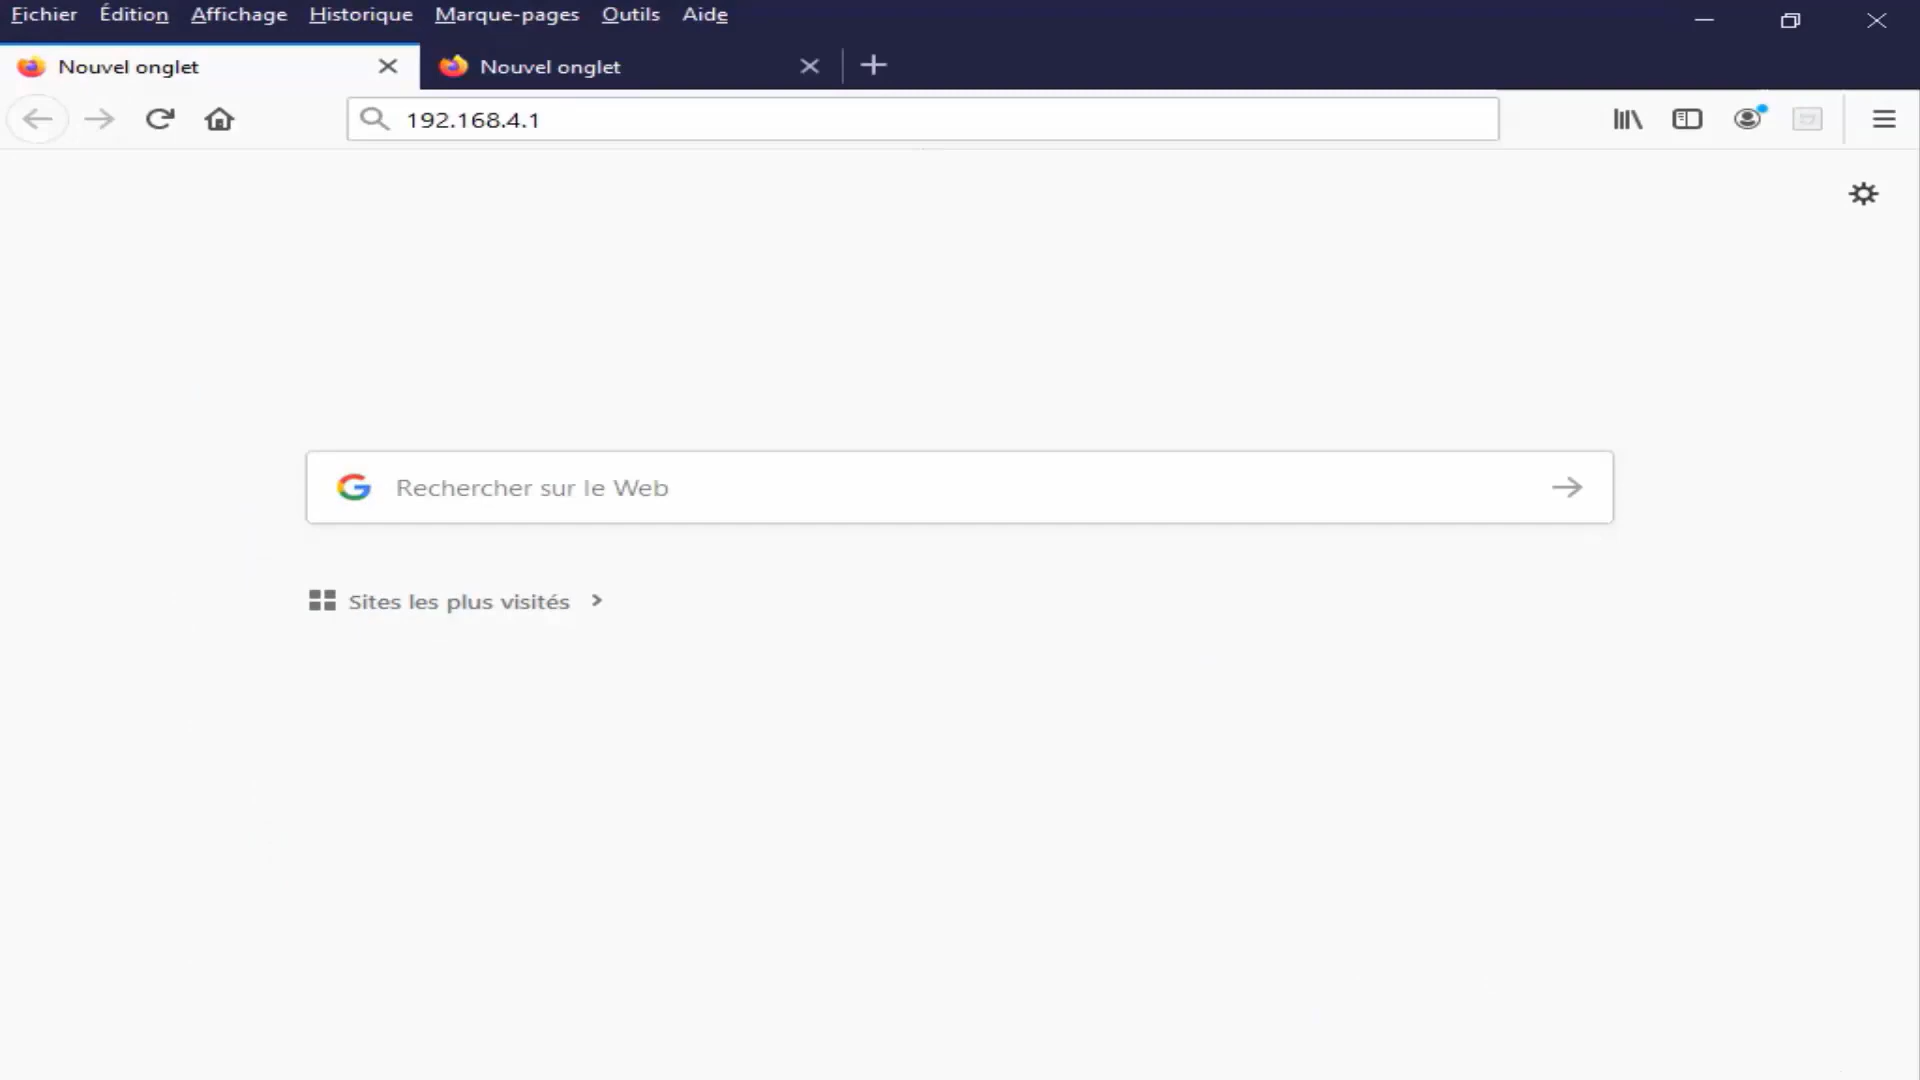 Fichier Édition Affichage Historique Marque-pages Outils Aide
Nouvel onglet
Nouvel onglet
192.168.4.1
Rechercher sur le Web
Sites les plus visités